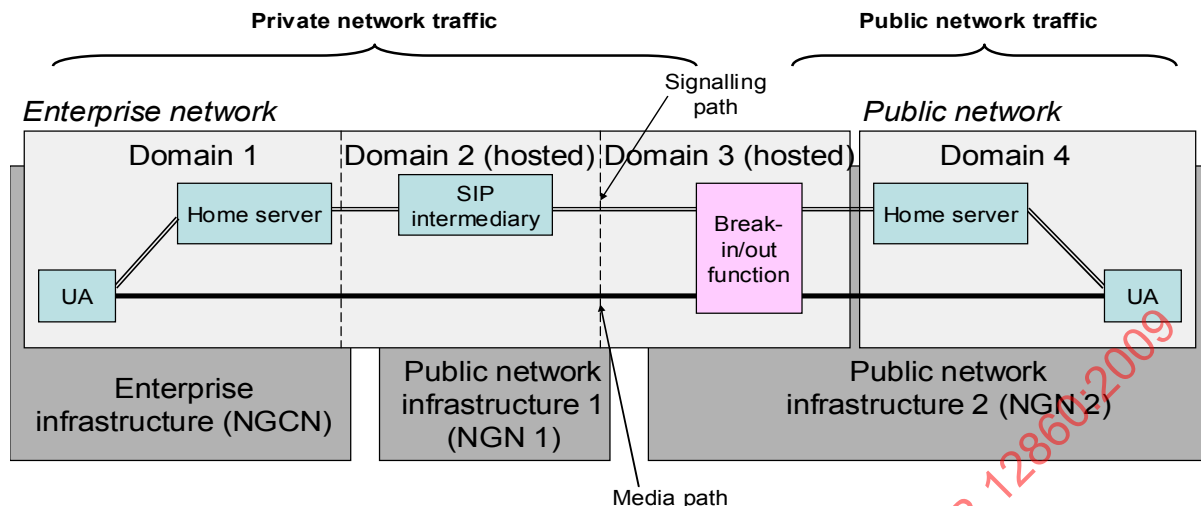 Private network traffic
Public network traffic
Signalling
path
Enterprise network
Public network
Domain 1
Domain 2 (hosted)
Domain 3 (hosted)
Domain 4
Home server
SIP
intermediary
Break-
in/out
function
Home server
UA
UA
Enterprise
infrastructure (NGCN)
Public network
infrastructure 1
(NGN 1)
Public network
infrastructure 2 (NGN 2)
Media path
12860:2009